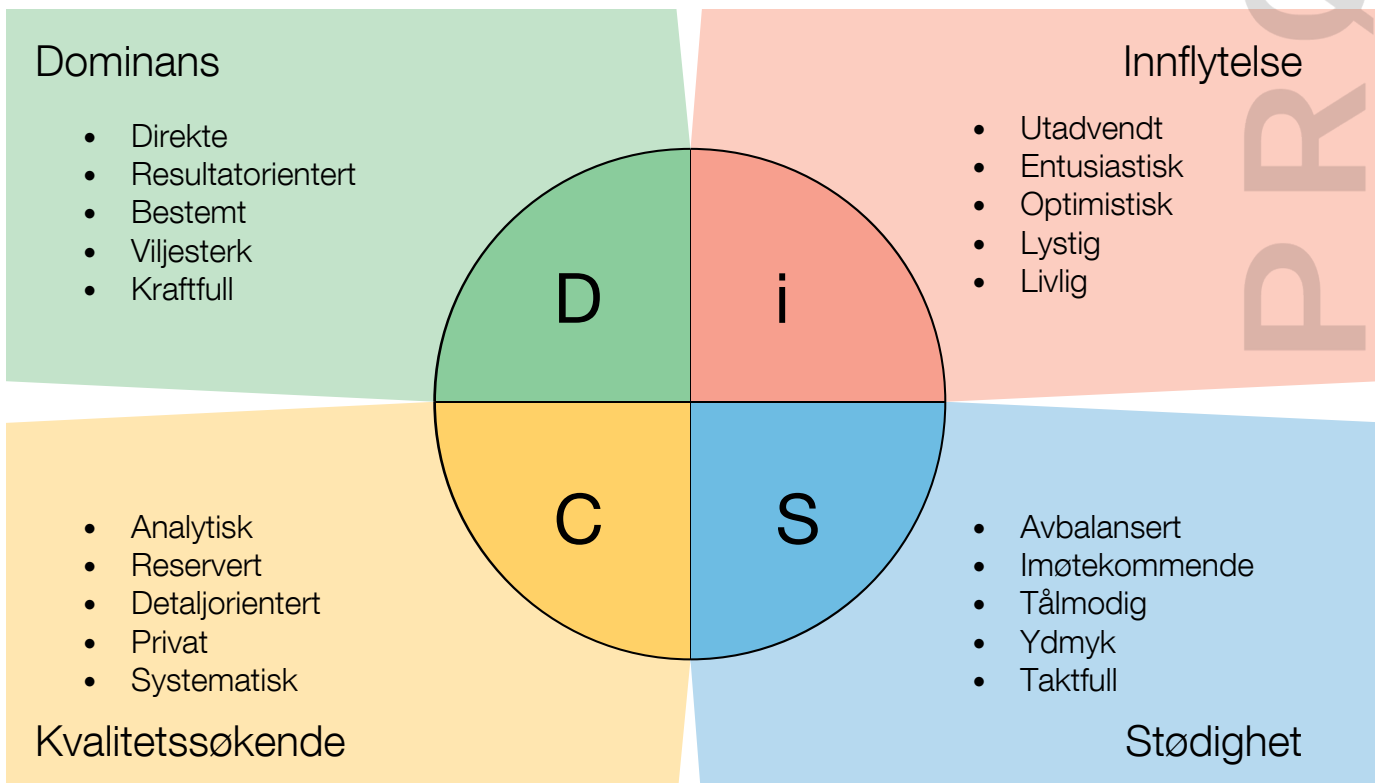 Dominans
Direkte
Resultatorientert
Bestemt
Viljesterk
Kraftfull
Innflytelse
Utadvendt
Entusiastisk
Optimistisk
Lystig
Livlig
D
i
C
S
Analytisk
Reservert
Detaljorientert
Privat
Systematisk
Kvalitetssøkende
Avbalansert
Imøtekommende
Tålmodig
Ydmyk
Taktfull
Stødighet